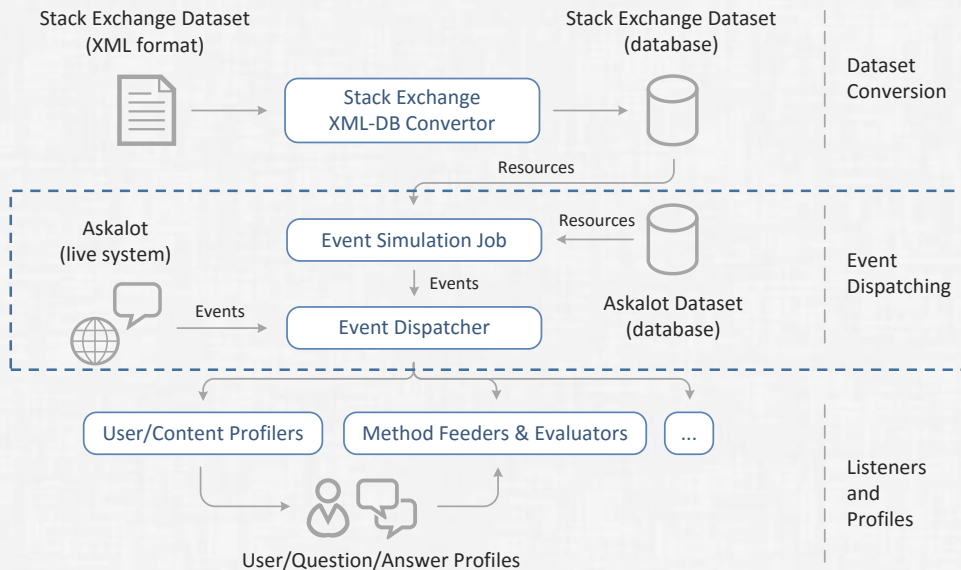 Stack Exchange Dataset
(XML format)
Stack Exchange Dataset
(database)
Dataset
Conversion
Stack Exchange
XML-DB Convertor
Resources
Askalot
(live system)
Event Simulation Job
Resources
Event
Dispatching
Events
Askalot Dataset
(database)
Events
Event Dispatcher
User/Content Profilers
Method Feeders & Evaluators
...
Listeners
and
Profiles
User/Question/Answer Profiles